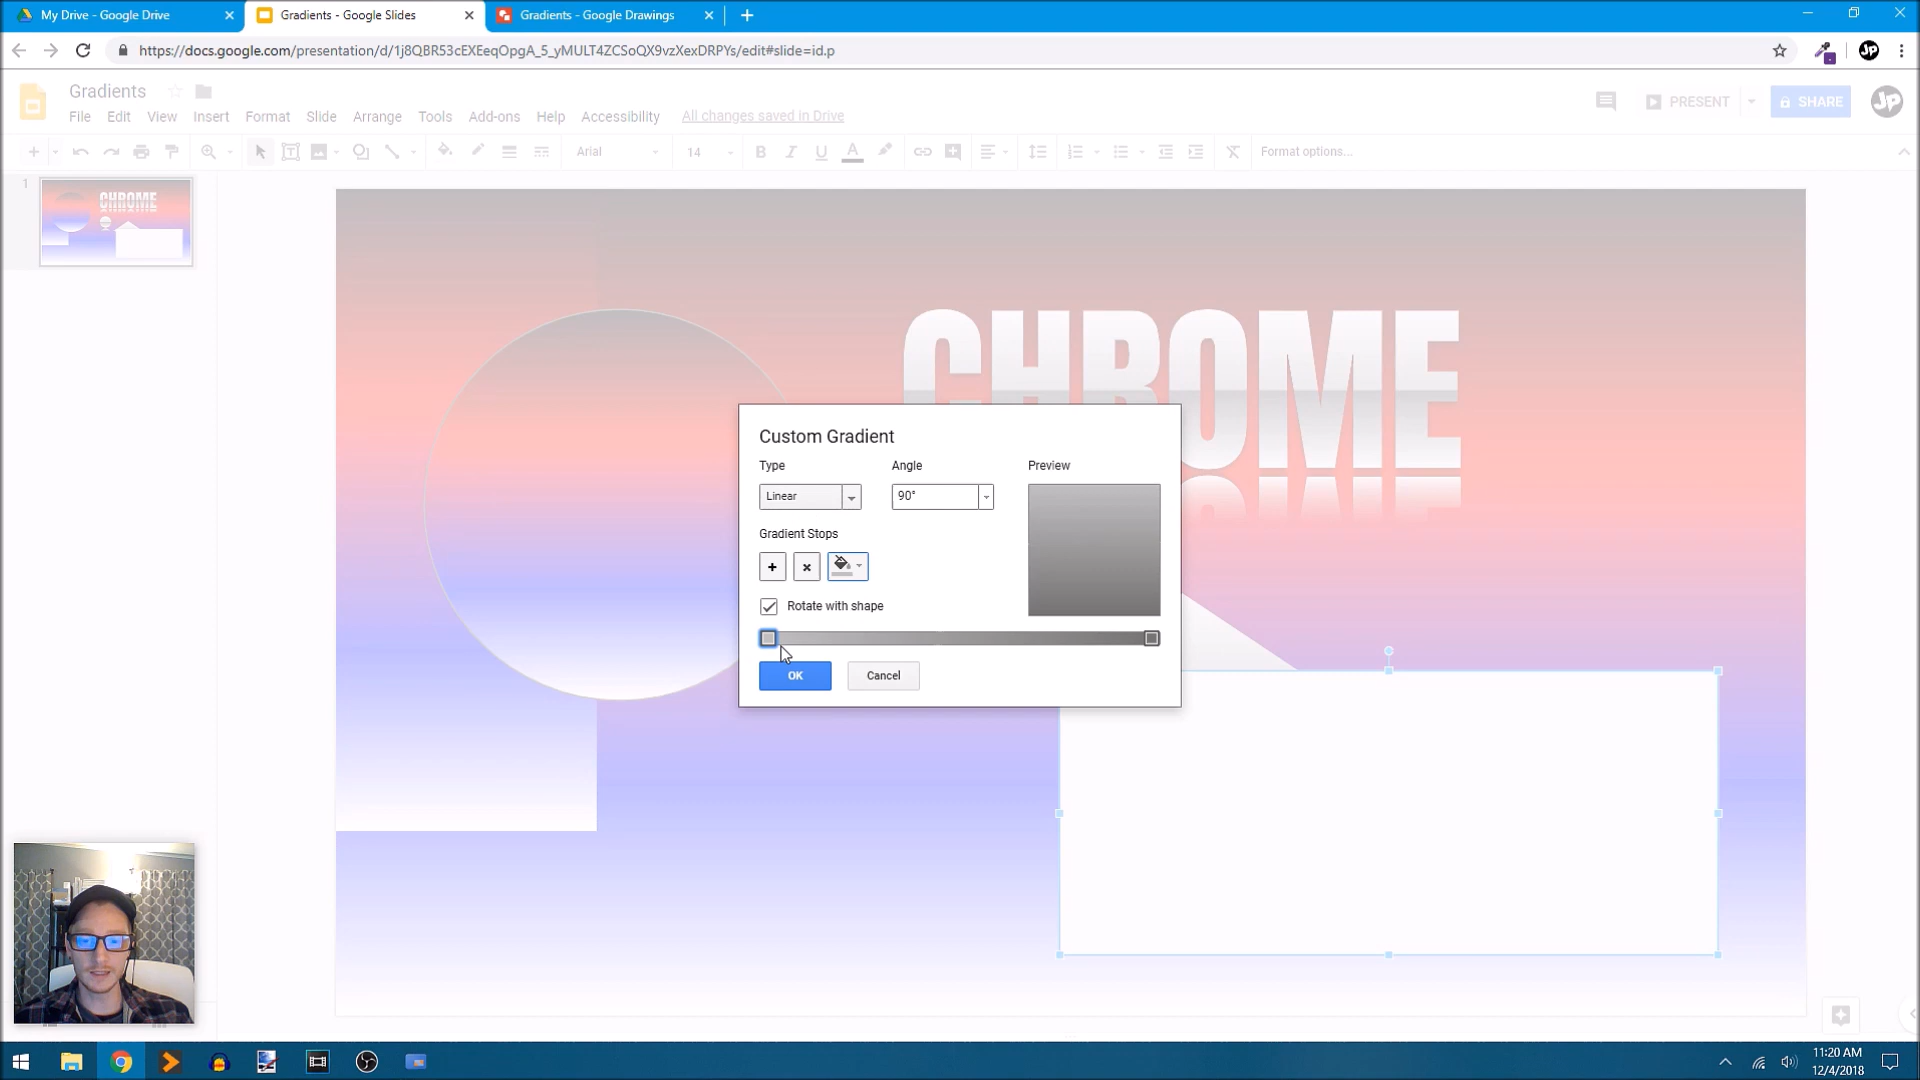 My Drive - Google Drive
Gradients - Google Slides
Gradients - Google Drawings
https://docs.google.com/presentation/d/1j8QBR53cEXEeqOpgA_5_yMULT4ZCSoQX9vzXexDRPYs/edit#slide=id.p
JP
Gradients
File Edit View Insert Format Slide Arrange Tools Add-ons Help Accessibility All changes saved in Drive
PRESENT
SHARE
JP
Arial
14
B I U A
Format options...
1
CHROME
CHROME
Custom Gradient
Type Angle Preview
Linear 90°
Gradient Stops
Rotate with shape
OK Cancel
11:20 AM
12/4/2018